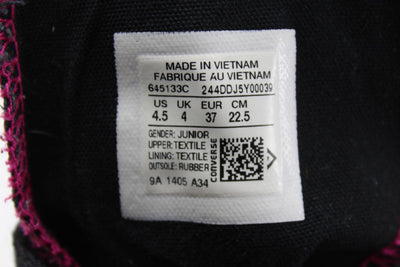 MADE IN VIETNAM
FABRIQUE AU VIETNAM
645133C 244DDJ5Y00039
US UK EUR CM
4.5 4 37 22.5
GENDER: JUNIOR
UPPER: TEXTILE
LINING: TEXTILE
OUTSOLE: RUBBER
9A 1405 A34
CONVERSE